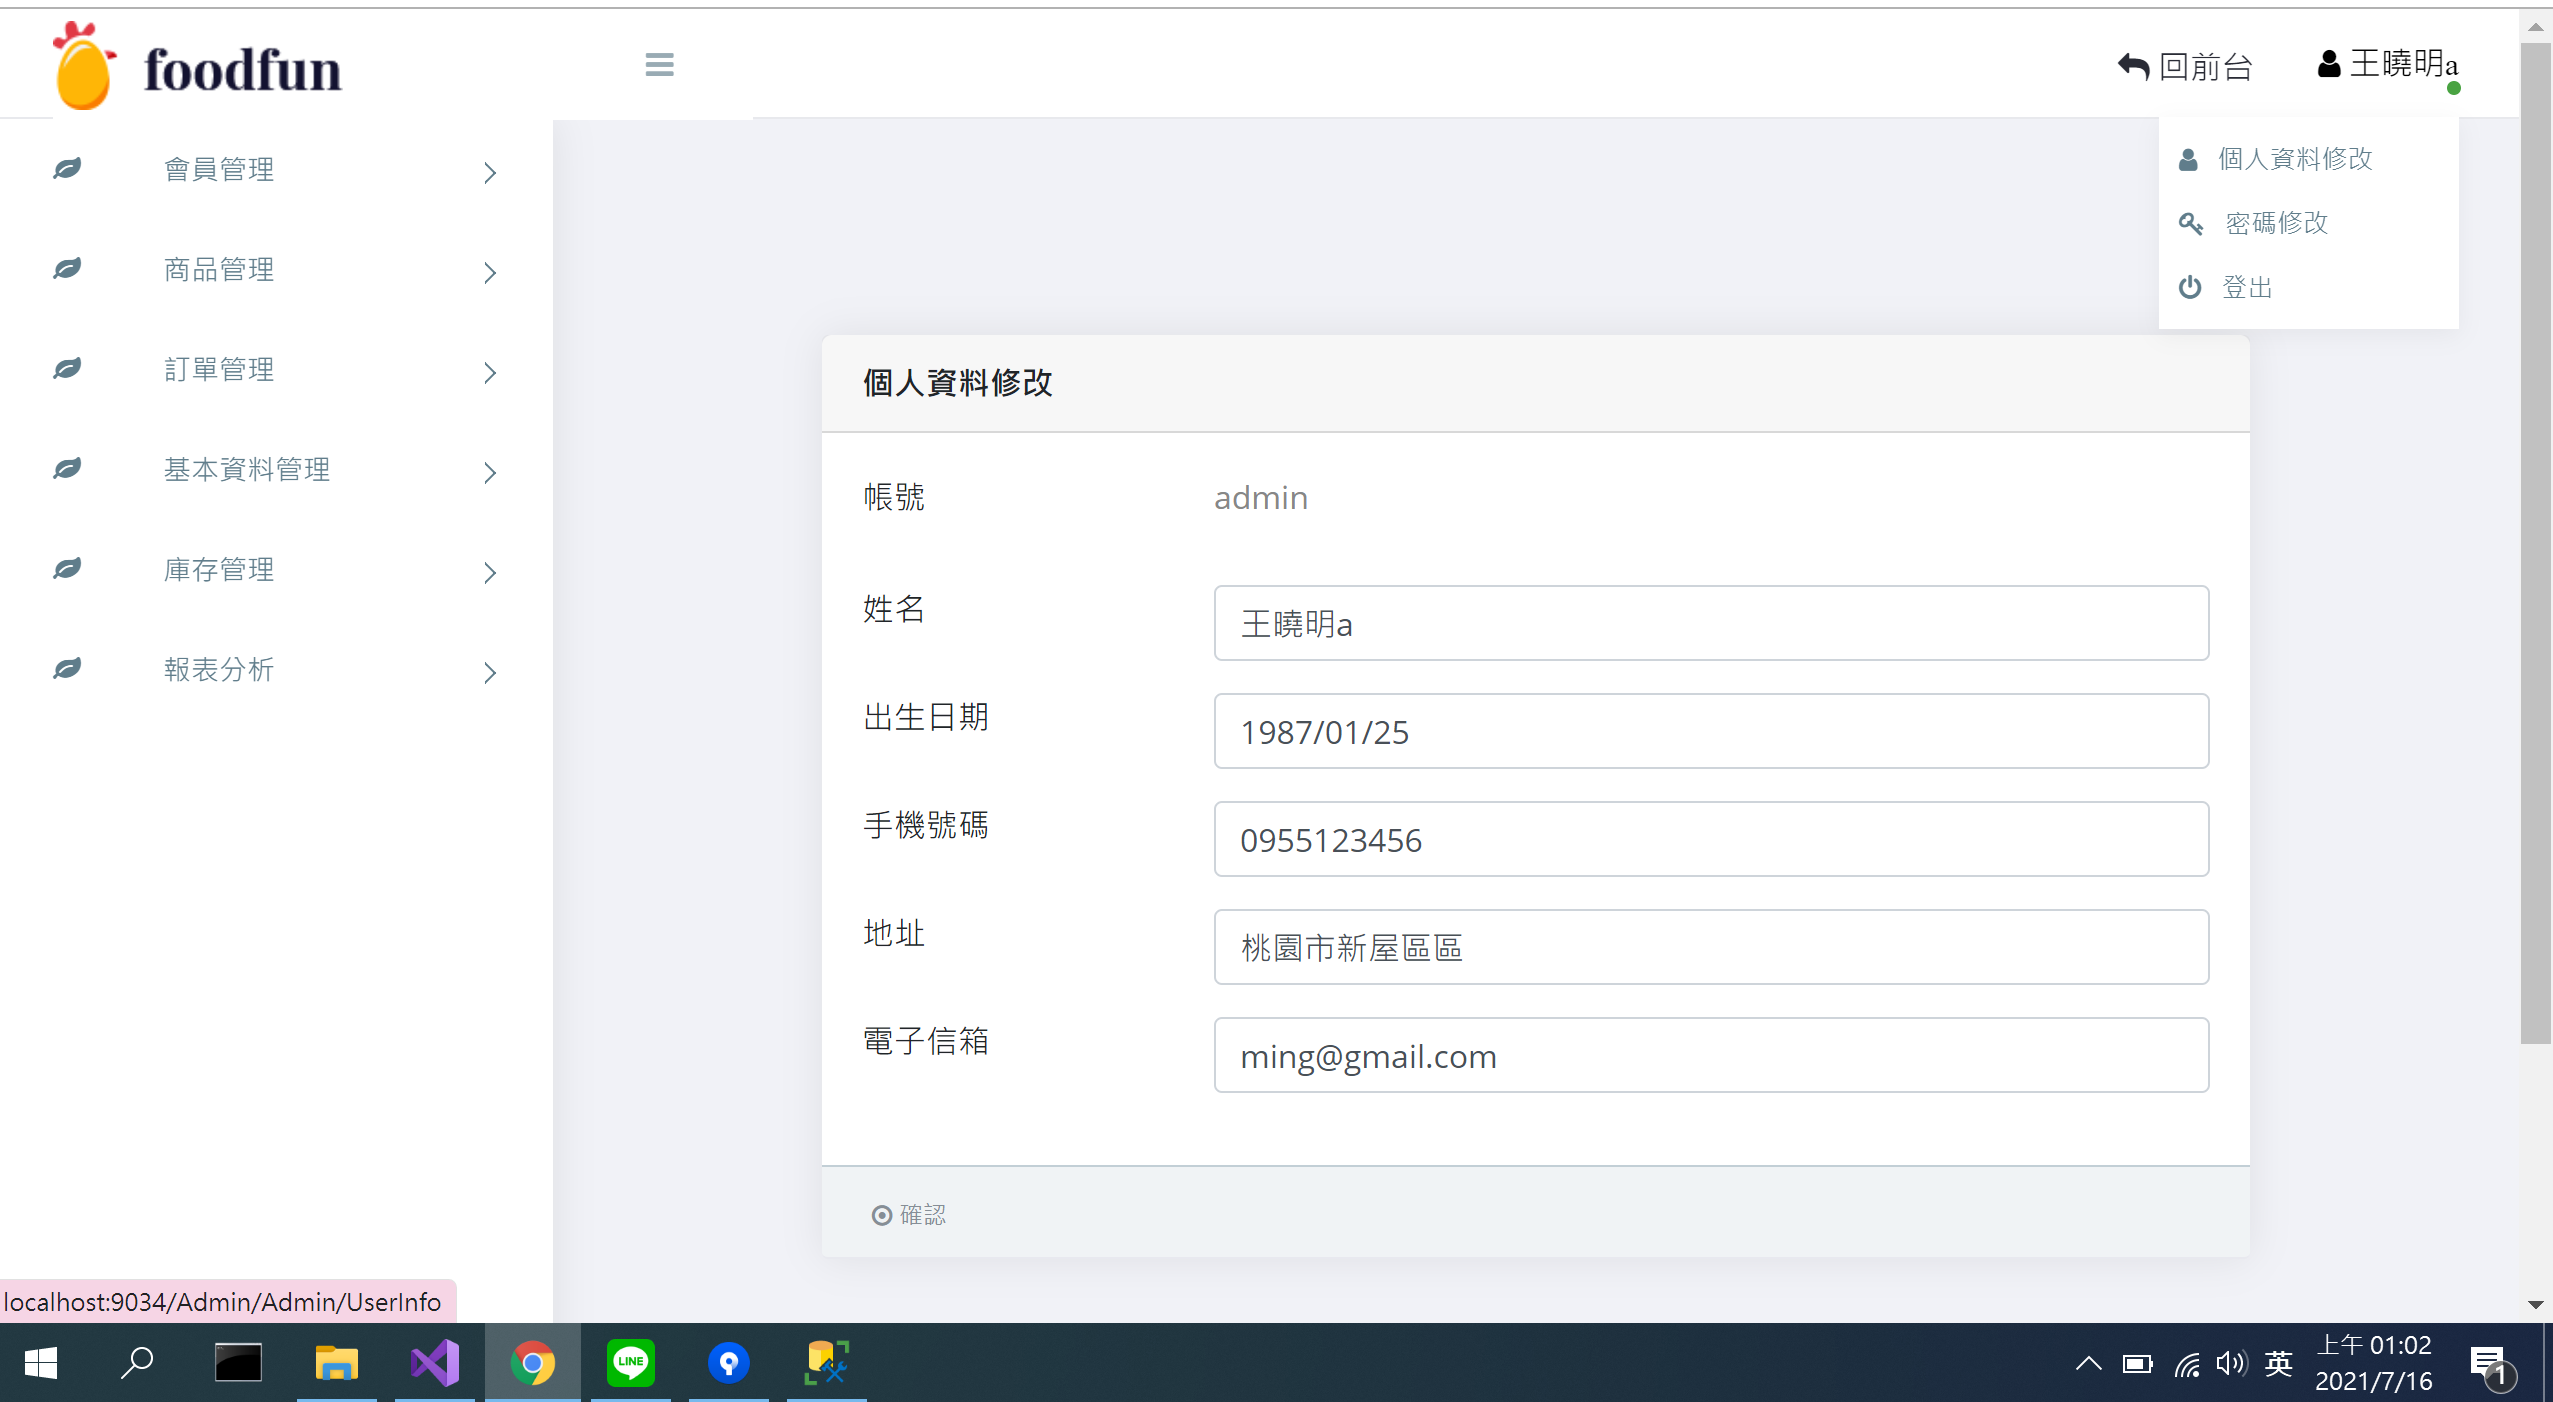 foodfun
回前台
王曉明a
個人資料修改
密碼修改
登出
會員管理
商品管理
訂單管理
基本資料管理
庫存管理
報表分析
個人資料修改
帳號 admin
姓名 王曉明a
出生日期 1987/01/25
手機號碼 0955123456
地址 桃園市新屋區區
電子信箱 ming@gmail.com
確認
localhost:9034/Admin/Admin/UserInfo
LINE
英
上午 01:02
2021/7/16
1